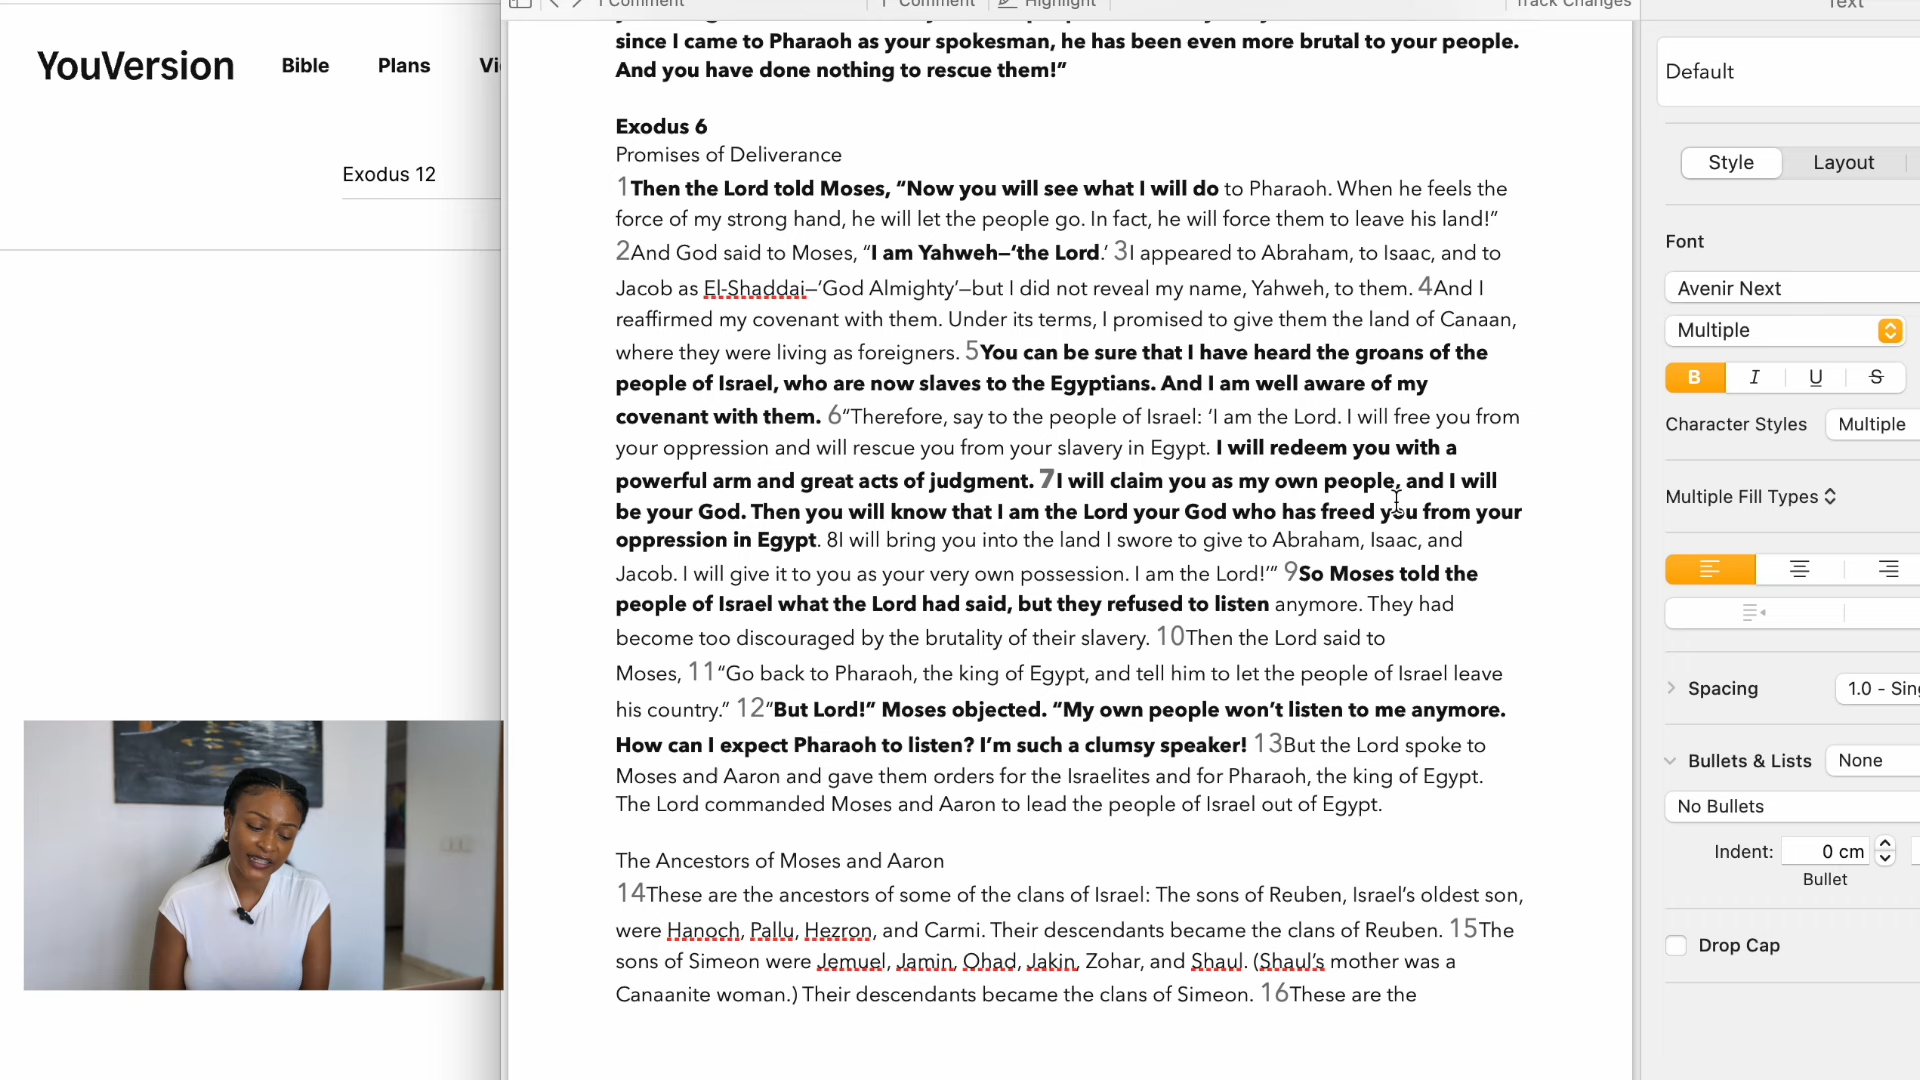 1 Comment
Comment
Highlight
Track Changes
Text
YouVersion
Bible
Plans
Exodus 12
since I came to Pharaoh as your spokesman, he has been even more brutal to your people.
And you have done nothing to rescue them!”
Exodus 6
Promises of Deliverance
1Then the Lord told Moses, “Now you will see what I will do to Pharaoh. When he feels the
force of my strong hand, he will let the people go. In fact, he will force them to leave his land!”
2And God said to Moses, “I am Yahweh—‘the Lord.’ 3I appeared to Abraham, to Isaac, and to
Jacob as El-Shaddai—‘God Almighty’—but I did not reveal my name, Yahweh, to them. 4And I
reaffirmed my covenant with them. Under its terms, I promised to give them the land of Canaan,
where they were living as foreigners. 5You can be sure that I have heard the groans of the
people of Israel, who are now slaves to the Egyptians. And I am well aware of my
covenant with them. 6“Therefore, say to the people of Israel: ‘I am the Lord. I will free you from
your oppression and will rescue you from your slavery in Egypt. I will redeem you with a
powerful arm and great acts of judgment. 7I will claim you as my own people, and I will
be your God. Then you will know that I am the Lord your God who has freed you from your
oppression in Egypt. 8I will bring you into the land I swore to give to Abraham, Isaac, and
Jacob. I will give it to you as your very own possession. I am the Lord!’” 9So Moses told the
people of Israel what the Lord had said, but they refused to listen anymore. They had
become too discouraged by the brutality of their slavery. 10Then the Lord said to
Moses, 11“Go back to Pharaoh, the king of Egypt, and tell him to let the people of Israel leave
his country.” 12“But Lord!” Moses objected. “My own people won’t listen to me anymore.
How can I expect Pharaoh to listen? I’m such a clumsy speaker! 13But the Lord spoke to
Moses and Aaron and gave them orders for the Israelites and for Pharaoh, the king of Egypt.
The Lord commanded Moses and Aaron to lead the people of Israel out of Egypt.
The Ancestors of Moses and Aaron
14These are the ancestors of some of the clans of Israel: The sons of Reuben, Israel’s oldest son,
were Hanoch, Pallu, Hezron, and Carmi. Their descendants became the clans of Reuben. 15The
sons of Simeon were Jemuel, Jamin, Ohad, Jakin, Zohar, and Shaul. (Shaul’s mother was a
Canaanite woman.) Their descendants became the clans of Simeon. 16These are the
Default
Style Layout
Font
Avenir Next
Multiple
B I U S
Character Styles Multiple
Multiple Fill Types
Spacing 1.0 - Sing
Bullets & Lists None
No Bullets
Indent: 0 cm
Bullet
Drop Cap